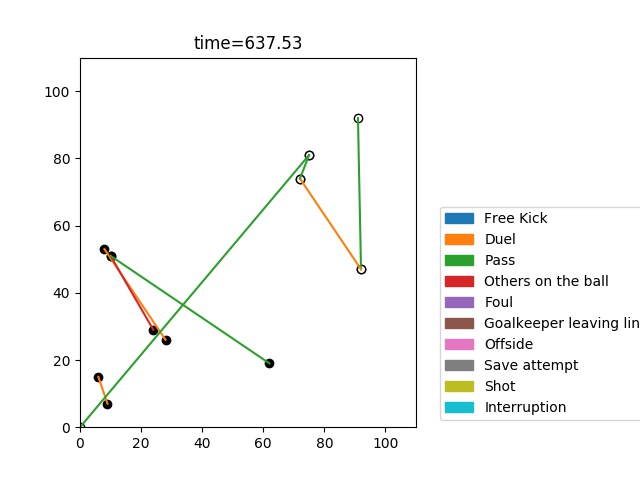 time=637.53
100
80
60
40
20
0
0 20 40 60 80 100
Free Kick
Duel
Pass
Others on the ball
Foul
Goalkeeper leaving lin
Offside
Save attempt
Shot
Interruption